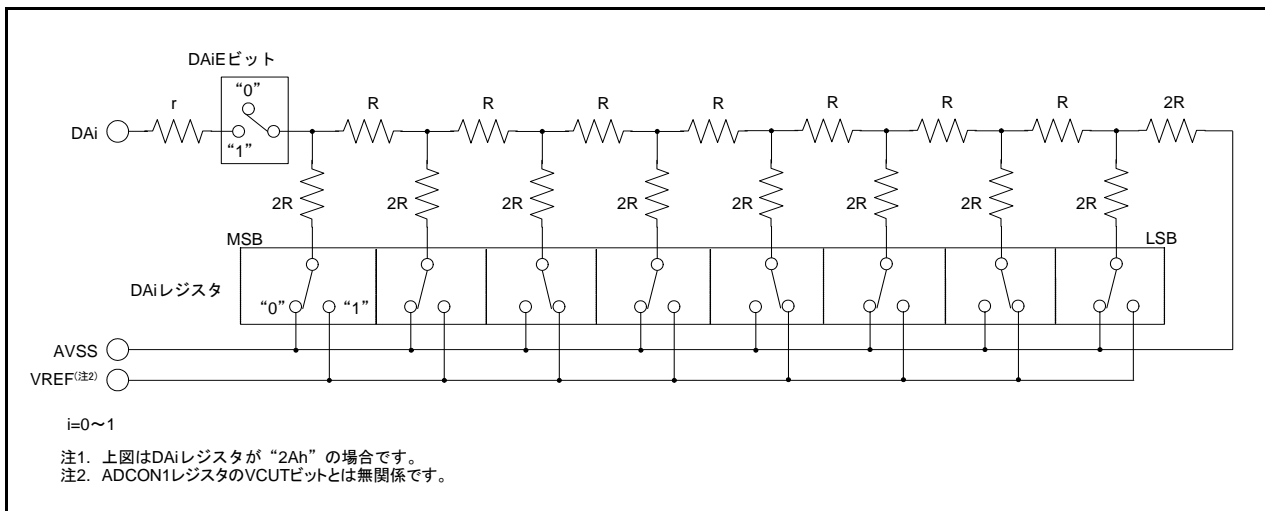 DAiEビット
“0”
r R R R R R R R 2R
DAi
“1”
2R 2R 2R 2R 2R 2R 2R 2R
MSB LSB
DAiレジスタ “0” “1”
AVSS
VREF(注2)
i=0～1
注1. 上図はDAiレジスタが “2Ah” の場合です。
注2. ADCON1レジスタのVCUTビットとは無関係です。